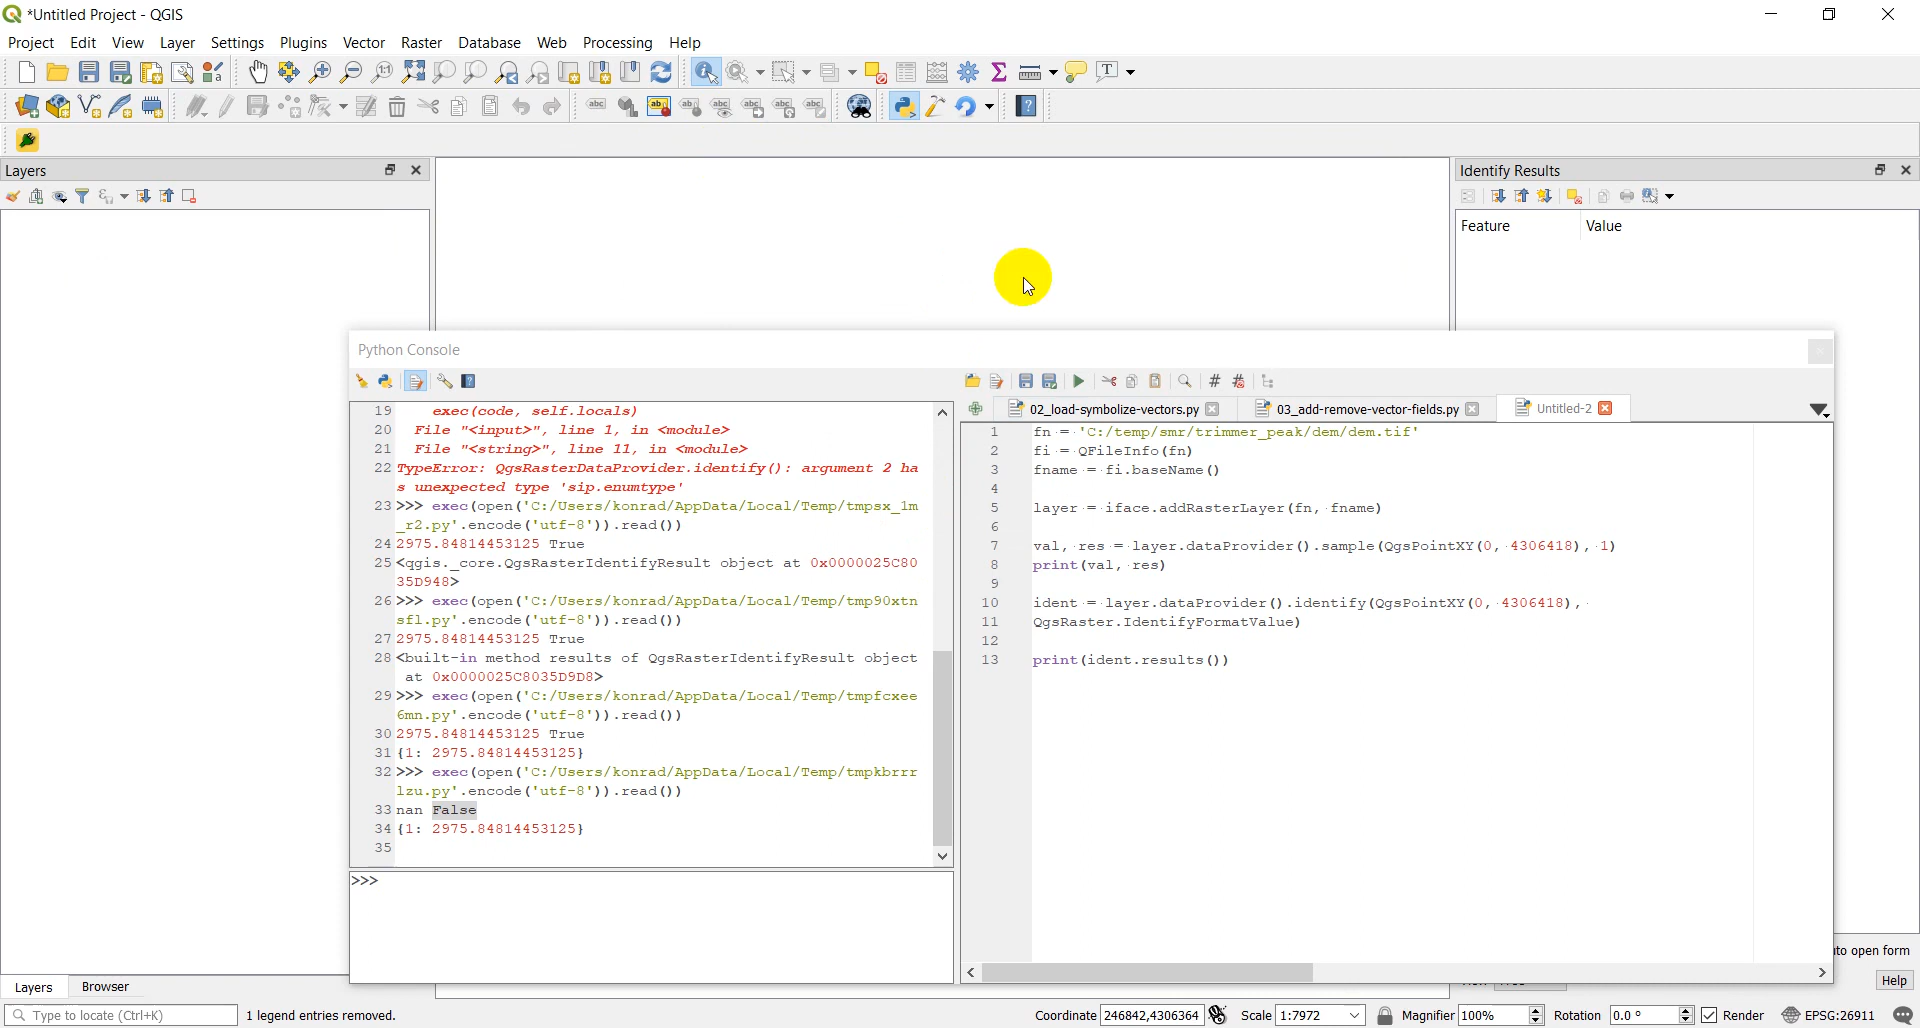 *Untitled Project - QGIS
Project Edit View Layer Settings Plugins Vector Raster Database Web Processing Help
Layers
Identify Results
Feature Value
Python Console
02_load-symbolize-vectors.py
03_add-remove-vector-fields.py
Untitled-2
19 exec(code, self.locals)
20 File "<input>", line 1, in <module>
21 File "<string>", line 11, in <module>
22 TypeError: QgsRasterDataProvider.identify(): argument 2 ha
s unexpected type 'sip.enumtype'
23 >>> exec(open('C:/Users/konrad/AppData/Local/Temp/tmpsx_1m
_r2.py'.encode('utf-8')).read())
24 2975.84814453125 True
25 <qgis._core.QgsRasterIdentifyResult object at 0x0000025C80
35D948>
26 >>> exec(open('C:/Users/konrad/AppData/Local/Temp/tmp90xtn
sfl.py'.encode('utf-8')).read())
27 2975.84814453125 True
28 <built-in method results of QgsRasterIdentifyResult object
at 0x0000025C8035D9D8>
29 >>> exec(open('C:/Users/konrad/AppData/Local/Temp/tmpfcxee
6mn.py'.encode('utf-8')).read())
30 2975.84814453125 True
31 {1: 2975.84814453125}
32 >>> exec(open('C:/Users/konrad/AppData/Local/Temp/tmpkbrrr
lzu.py'.encode('utf-8')).read())
33 nan False
34 {1: 2975.84814453125}
35
>>>
1 fn = 'C:/temp/smr/trimmer_peak/dem/dem.tif'
2 fi = QFileInfo(fn)
3 fname = fi.baseName()
4
5 layer = iface.addRasterLayer(fn, fname)
6
7 val, res = layer.dataProvider().sample(QgsPointXY(0, 4306418), 1)
8 print(val, res)
9
10 ident = layer.dataProvider().identify(QgsPointXY(0, 4306418),
11 QgsRaster.IdentifyFormatValue)
12
13 print(ident.results())
to open form
Help
Layers Browser
Type to locate (Ctrl+K) 1 legend entries removed. Coordinate 246842,4306364 Scale 1:7972 Magnifier 100% Rotation 0.0 ° Render EPSG:26911